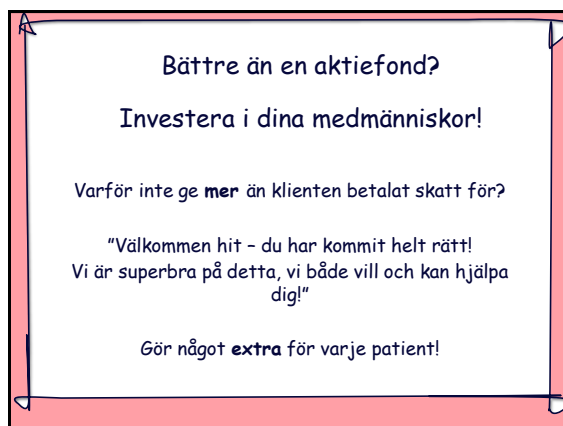 Bättre än en aktiefond?
Investera i dina medmänniskor!
Varför inte ge mer än klienten betalat skatt för?
”Välkommen hit – du har kommit helt rätt!
Vi är superbra på detta, vi både vill och kan hjälpa
dig!”
Gör något extra för varje patient!